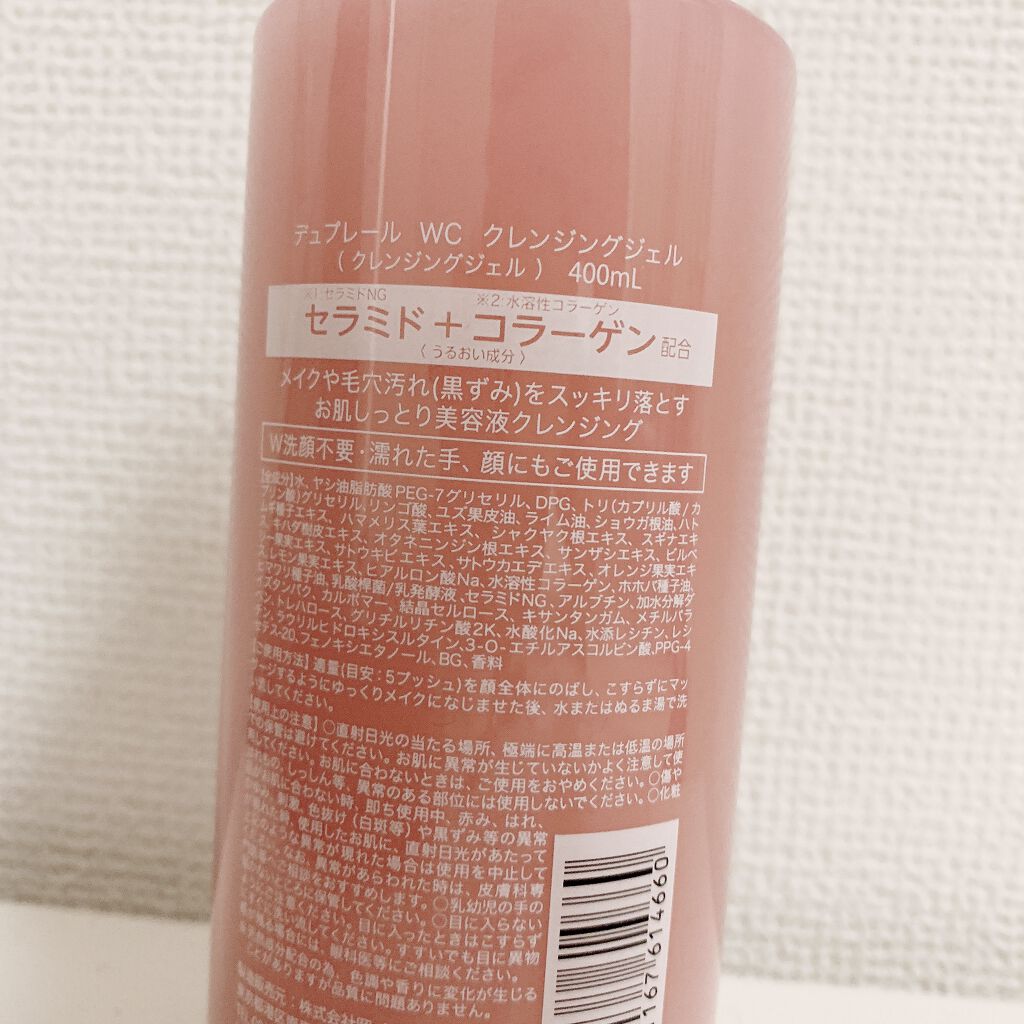 デュプレール WC クレンジングジェル
(クレンジングジェル) 400mL
※1:セラミドNG ※2:水溶性コラーゲン
セラミド+コラーゲン 配合
〈うるおい成分〉
メイクや毛穴汚れ(黒ずみ)をスッキリ落とす
お肌しっとり美容液クレンジング
W洗顔不要・濡れた手、顔にもご使用できます
【全成分】水、ヤシ油脂肪酸PEG-7グリセリル、DPG、トリ(カプリル酸/カ
プリン酸)グリセリル、リンゴ酸、ユズ果皮油、ライム油、ショウガ根油、ハト
ムギ種子エキス、ハマメリス葉エキス、シャクヤク根エキス、スギナエキ
ス、キハダ樹皮エキス、オタネニンジン根エキス、サンザシエキス、ビルベ
リー果実エキス、サトウキビエキス、サトウカエデエキス、オレンジ果実エキ
ス、レモン果実エキス、ヒアルロン酸Na、水溶性コラーゲン、ホホバ種子油、
ヒマワリ種子油、乳酸桿菌/乳発酵液、セラミドNG、アルブチン、加水分解ダ
イズタンパク、カルボマー、結晶セルロース、キサンタンガム、メチルパラ
ベン、トレハロース、グリチルリチン酸2K、水酸化Na、水添レシチン、レシ
チン、ラウリルヒドロキシスルタイン、3-O-エチルアスコルビン酸、PPG-4
セテス-20、フェノキシエタノール、BG、香料
【ご使用方法】適量(目安:5プッシュ)を顔全体にのばし、こすらずにマッ
サージするようにゆっくりメイクになじませた後、水またはぬるま湯で洗
い流してください。
【使用上の注意】○直射日光の当たる場所、極端に高温または低温の場所
での保管は避けてください。お肌に異常が生じていないかよく注意して使
用してください。お肌に合わないときは、ご使用をおやめください。○傷や
はれもの、しっしん等、異常のある部位には使用しないでください。○化粧
品がお肌に合わない時、即ち使用中、赤み、はれ、
かゆみ、刺激、色抜け(白斑等)や黒ずみ等の異常
が現れた時、使用したお肌に、直射日光があたって
上記のような異常が現れた場合は使用を中止して
ください。なお、異常があらわれた時は、皮膚科専
門医等へのご相談をおすすめします。○乳幼児の手の
届かないところに保管してください。○目に入らない
ようご注意ください。目に入ったときはこすらず
すぐに洗い流してください。すすいでも目に異物
感が残る場合には、眼科医等にご相談ください。
配合の為、色調や香りに変化が生じる
ことがありますが品質に問題ありません。
製造販売元:株式会社
167 614660